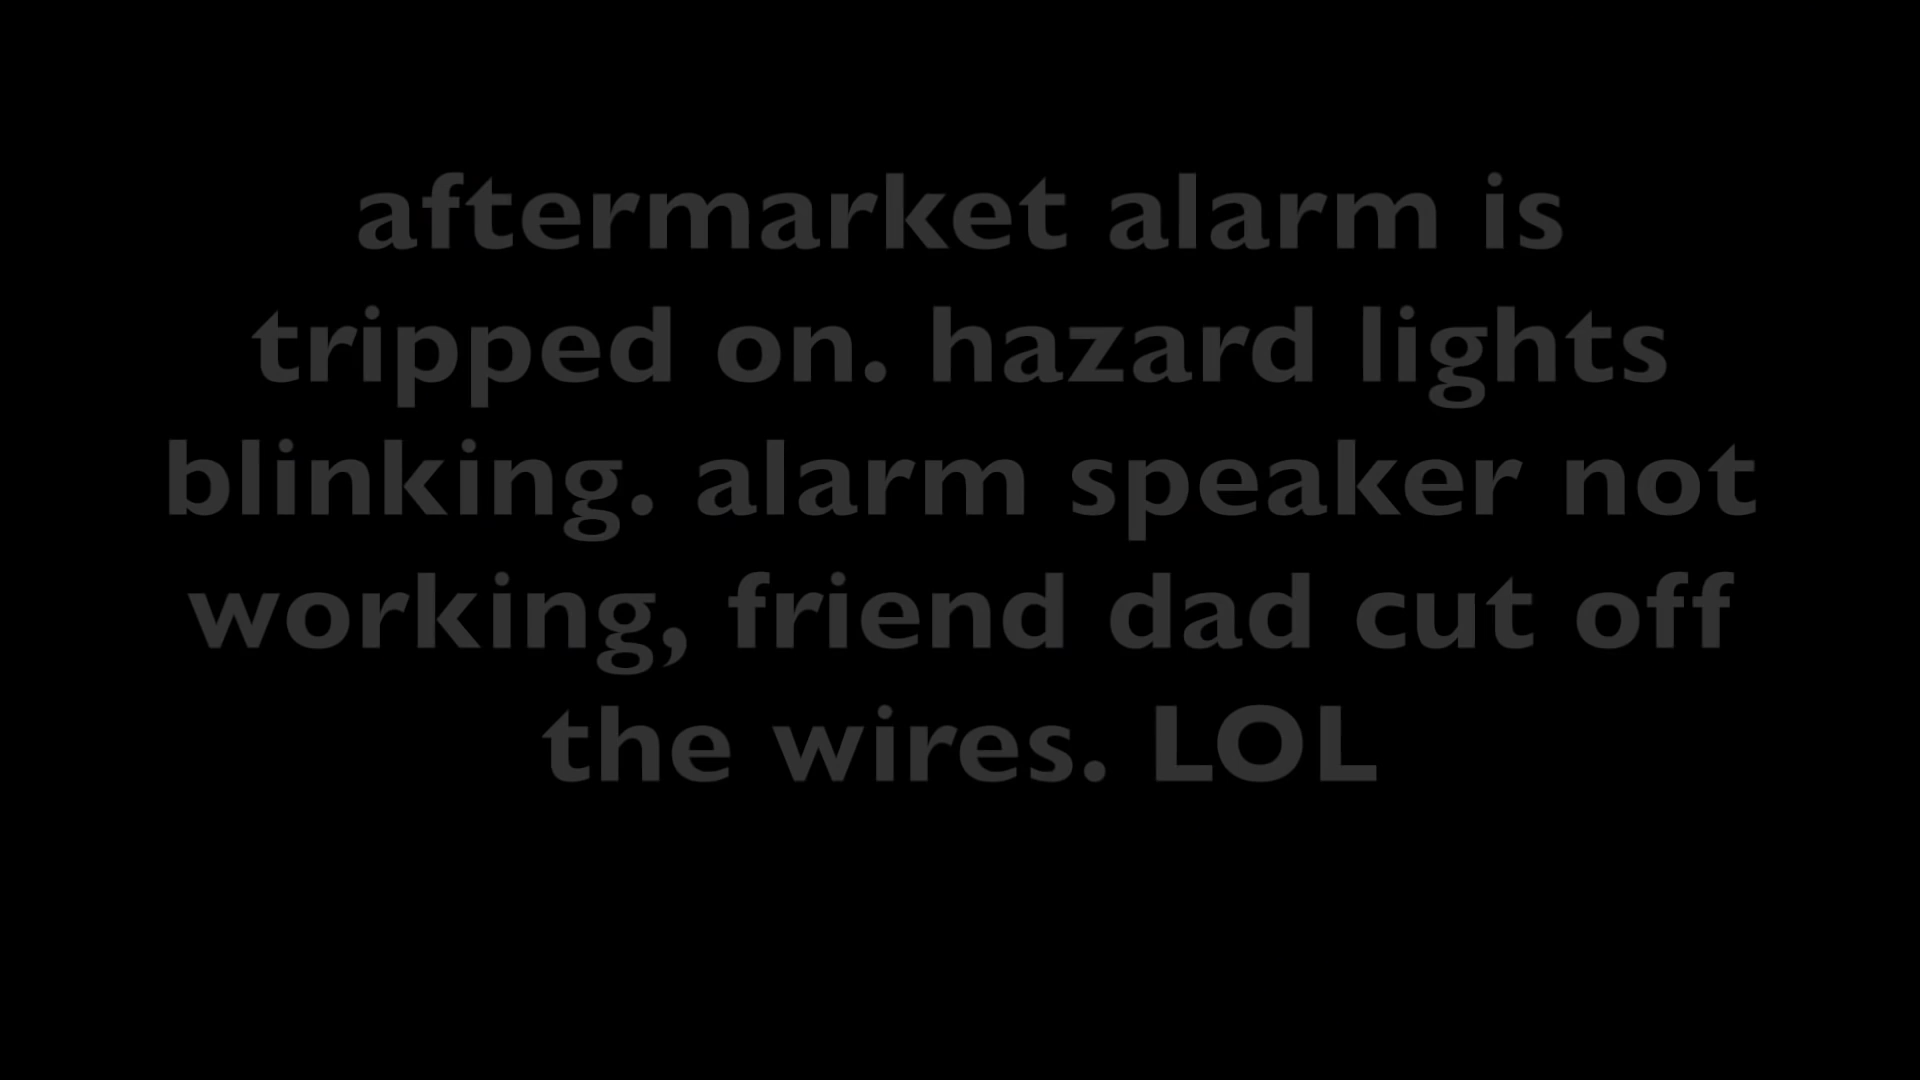 aftermarket alarm is
tripped on. hazard lights
blinking. alarm speaker not
working, friend dad cut off
the wires. LOL